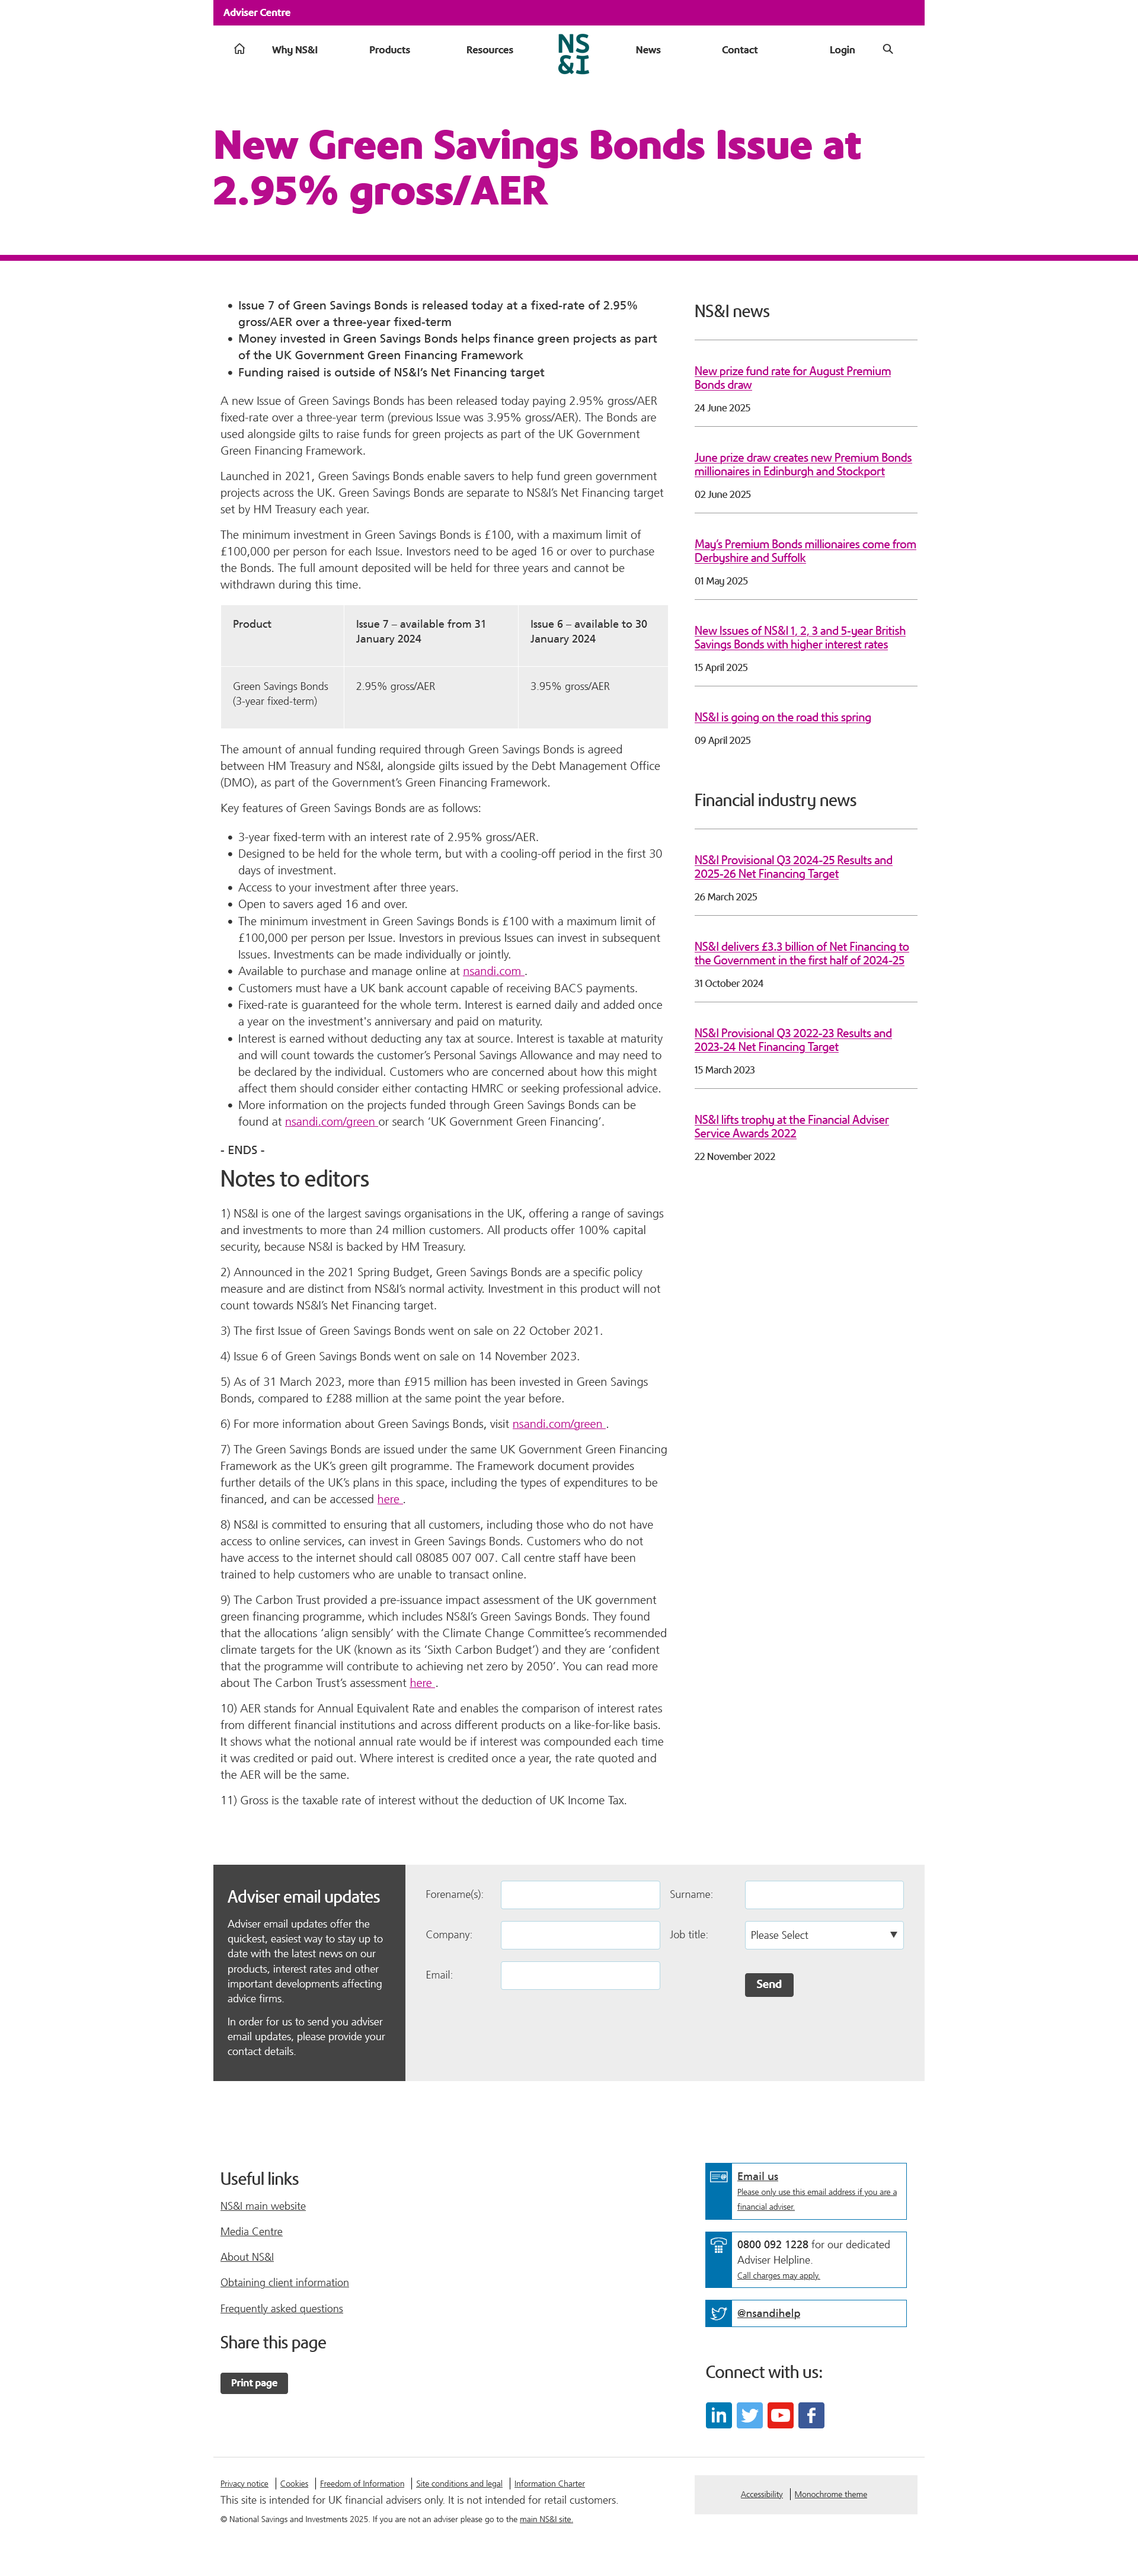 Adviser Centre
Why NS&I
Products
Resources
NS
&I
News
Contact
Login
New Green Savings Bonds Issue at
2.95% gross/AER
• Issue 7 of Green Savings Bonds is released today at a fixed-rate of 2.95%
gross/AER over a three-year fixed-term
• Money invested in Green Savings Bonds helps finance green projects as part
of the UK Government Green Financing Framework
• Funding raised is outside of NS&I’s Net Financing target
A new Issue of Green Savings Bonds has been released today paying 2.95% gross/AER
fixed-rate over a three-year term (previous Issue was 3.95% gross/AER). The Bonds are
used alongside gilts to raise funds for green projects as part of the UK Government
Green Financing Framework.
Launched in 2021, Green Savings Bonds enable savers to help fund green government
projects across the UK. Green Savings Bonds are separate to NS&I’s Net Financing target
set by HM Treasury each year.
The minimum investment in Green Savings Bonds is £100, with a maximum limit of
£100,000 per person for each Issue. Investors need to be aged 16 or over to purchase
the Bonds. The full amount deposited will be held for three years and cannot be
withdrawn during this time.
Product
Issue 7 – available from 31
January 2024
Issue 6 – available to 30
January 2024
Green Savings Bonds
(3-year fixed-term)
2.95% gross/AER
3.95% gross/AER
The amount of annual funding required through Green Savings Bonds is agreed
between HM Treasury and NS&I, alongside gilts issued by the Debt Management Office
(DMO), as part of the Government’s Green Financing Framework.
Key features of Green Savings Bonds are as follows:
• 3-year fixed-term with an interest rate of 2.95% gross/AER.
• Designed to be held for the whole term, but with a cooling-off period in the first 30
days of investment.
• Access to your investment after three years.
• Open to savers aged 16 and over.
• The minimum investment in Green Savings Bonds is £100 with a maximum limit of
£100,000 per person per Issue. Investors in previous Issues can invest in subsequent
Issues. Investments can be made individually or jointly.
• Available to purchase and manage online at nsandi.com .
• Customers must have a UK bank account capable of receiving BACS payments.
• Fixed-rate is guaranteed for the whole term. Interest is earned daily and added once
a year on the investment's anniversary and paid on maturity.
• Interest is earned without deducting any tax at source. Interest is taxable at maturity
and will count towards the customer’s Personal Savings Allowance and may need to
be declared by the individual. Customers who are concerned about how this might
affect them should consider either contacting HMRC or seeking professional advice.
• More information on the projects funded through Green Savings Bonds can be
found at nsandi.com/green or search ‘UK Government Green Financing’.
- ENDS -
Notes to editors
1) NS&I is one of the largest savings organisations in the UK, offering a range of savings
and investments to more than 24 million customers. All products offer 100% capital
security, because NS&I is backed by HM Treasury.
2) Announced in the 2021 Spring Budget, Green Savings Bonds are a specific policy
measure and are distinct from NS&I’s normal activity. Investment in this product will not
count towards NS&I’s Net Financing target.
3) The first Issue of Green Savings Bonds went on sale on 22 October 2021.
4) Issue 6 of Green Savings Bonds went on sale on 14 November 2023.
5) As of 31 March 2023, more than £915 million has been invested in Green Savings
Bonds, compared to £288 million at the same point the year before.
6) For more information about Green Savings Bonds, visit nsandi.com/green .
7) The Green Savings Bonds are issued under the same UK Government Green Financing
Framework as the UK’s green gilt programme. The Framework document provides
further details of the UK’s plans in this space, including the types of expenditures to be
financed, and can be accessed here .
8) NS&I is committed to ensuring that all customers, including those who do not have
access to online services, can invest in Green Savings Bonds. Customers who do not
have access to the internet should call 08085 007 007. Call centre staff have been
trained to help customers who are unable to transact online.
9) The Carbon Trust provided a pre-issuance impact assessment of the UK government
green financing programme, which includes NS&I’s Green Savings Bonds. They found
that the allocations ‘align sensibly’ with the Climate Change Committee’s recommended
climate targets for the UK (known as its ‘Sixth Carbon Budget’) and they are ‘confident
that the programme will contribute to achieving net zero by 2050’. You can read more
about The Carbon Trust’s assessment here .
10) AER stands for Annual Equivalent Rate and enables the comparison of interest rates
from different financial institutions and across different products on a like-for-like basis.
It shows what the notional annual rate would be if interest was compounded each time
it was credited or paid out. Where interest is credited once a year, the rate quoted and
the AER will be the same.
11) Gross is the taxable rate of interest without the deduction of UK Income Tax.
NS&I news
New prize fund rate for August Premium
Bonds draw
24 June 2025
June prize draw creates new Premium Bonds
millionaires in Edinburgh and Stockport
02 June 2025
May’s Premium Bonds millionaires come from
Derbyshire and Suffolk
01 May 2025
New Issues of NS&I 1, 2, 3 and 5-year British
Savings Bonds with higher interest rates
15 April 2025
NS&I is going on the road this spring
09 April 2025
Financial industry news
NS&I Provisional Q3 2024-25 Results and
2025-26 Net Financing Target
26 March 2025
NS&I delivers £3.3 billion of Net Financing to
the Government in the first half of 2024-25
31 October 2024
NS&I Provisional Q3 2022-23 Results and
2023-24 Net Financing Target
15 March 2023
NS&I lifts trophy at the Financial Adviser
Service Awards 2022
22 November 2022
Adviser email updates
Adviser email updates offer the
quickest, easiest way to stay up to
date with the latest news on our
products, interest rates and other
important developments affecting
advice firms.
In order for us to send you adviser
email updates, please provide your
contact details.
Forename(s):
Surname:
Company:
Job title:
Please Select
Email:
Send
Useful links
NS&I main website
Media Centre
About NS&I
Obtaining client information
Frequently asked questions
Share this page
Print page
Email us
Please only use this email address if you are a
financial adviser.
0800 092 1228 for our dedicated
Adviser Helpline.
Call charges may apply.
@nsandihelp
Connect with us:
Privacy notice | Cookies | Freedom of Information | Site conditions and legal | Information Charter
This site is intended for UK financial advisers only. It is not intended for retail customers.
© National Savings and Investments 2025. If you are not an adviser please go to the main NS&I site.
Accessibility | Monochrome theme